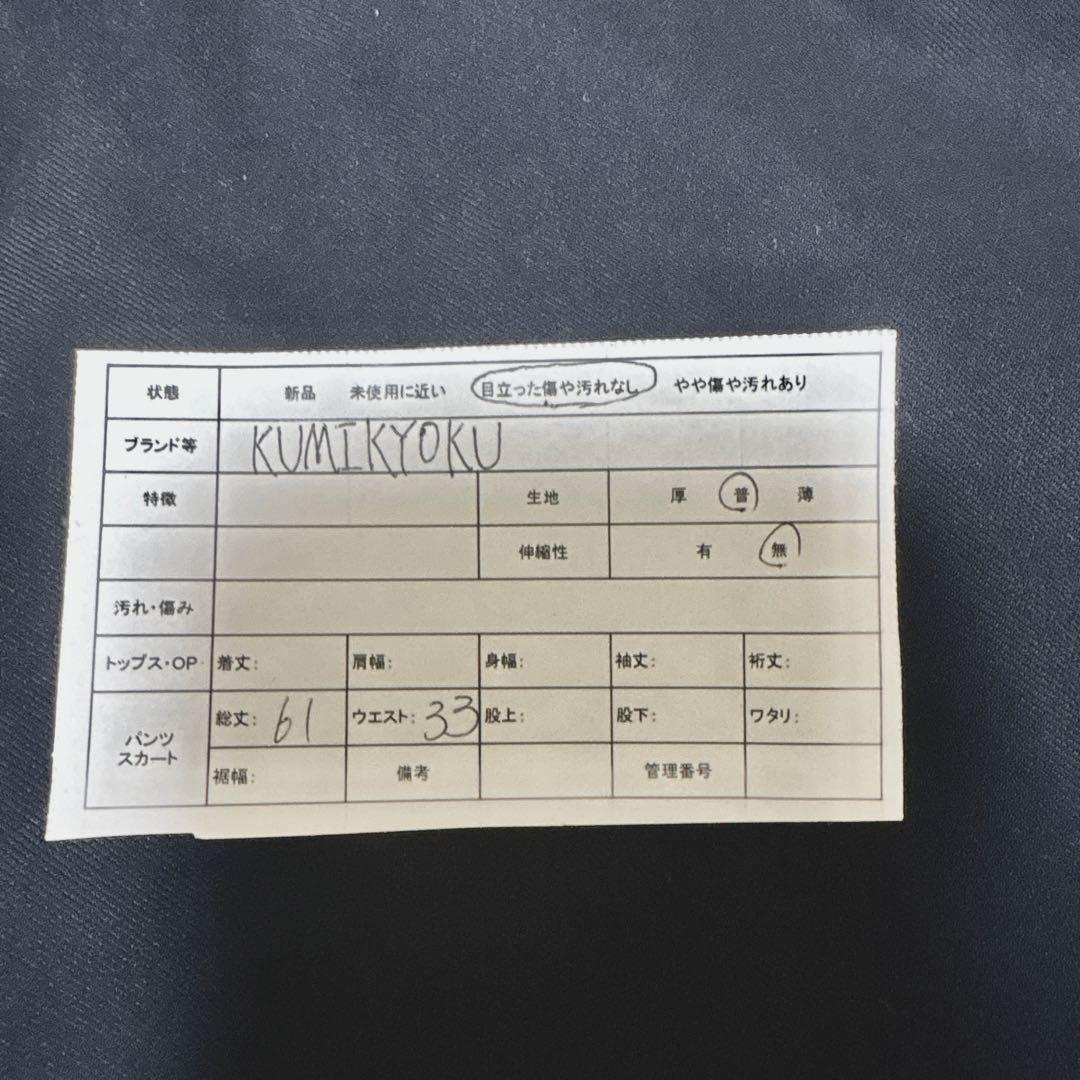 状態 新品 未使用に近い 目立った傷や汚れなし やや傷や汚れあり
ブランド等 KUMIKYOKU
特徴 生地 厚 普 薄
伸縮性 有 無
汚れ・傷み
トップス・OP 着丈: 肩幅: 身幅: 袖丈: 裄丈:
パンツ スカート
総丈: 61 ウエスト: 33 股上: 股下: ワタリ:
裾幅: 備考 管理番号